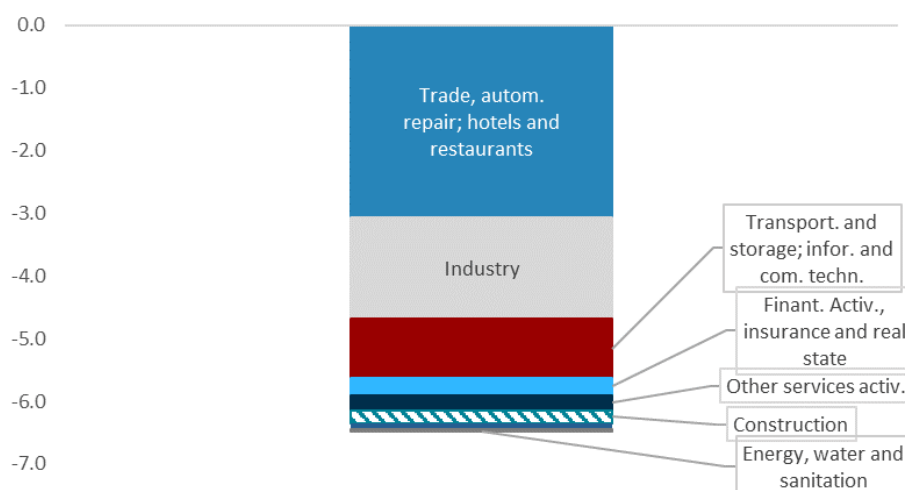 0.0
-1.0
-2.0
-3.0
-4.0
-5.0
-6.0
-7.0
Trade, autom.
repair; hotels and
restaurants
Industry
Transport. and
storage; infor. and
com. techn.
Finant. Activ.,
insurance and real
state
Other services activ.
Construction
Energy, water and
sanitation